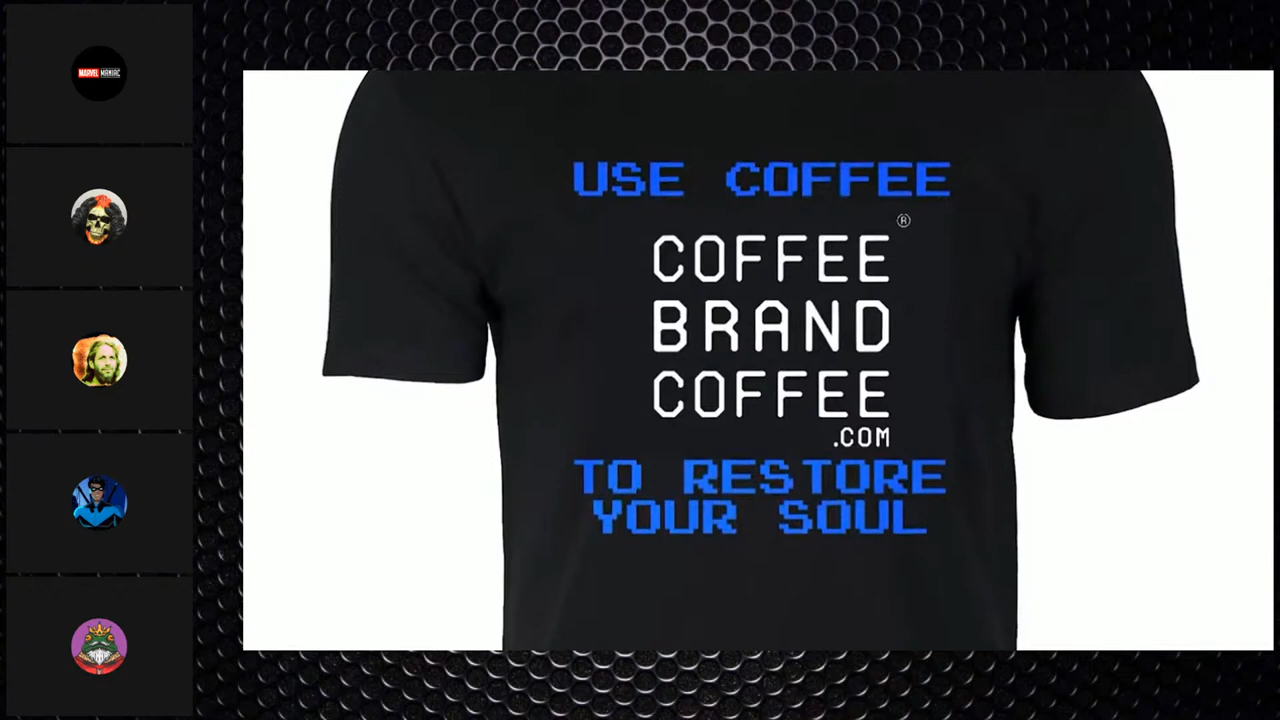 MARVEL MANIAC
USE COFFEE
®
COFFEE
BRAND
COFFEE
.COM
TO RESTORE
YOUR SOUL